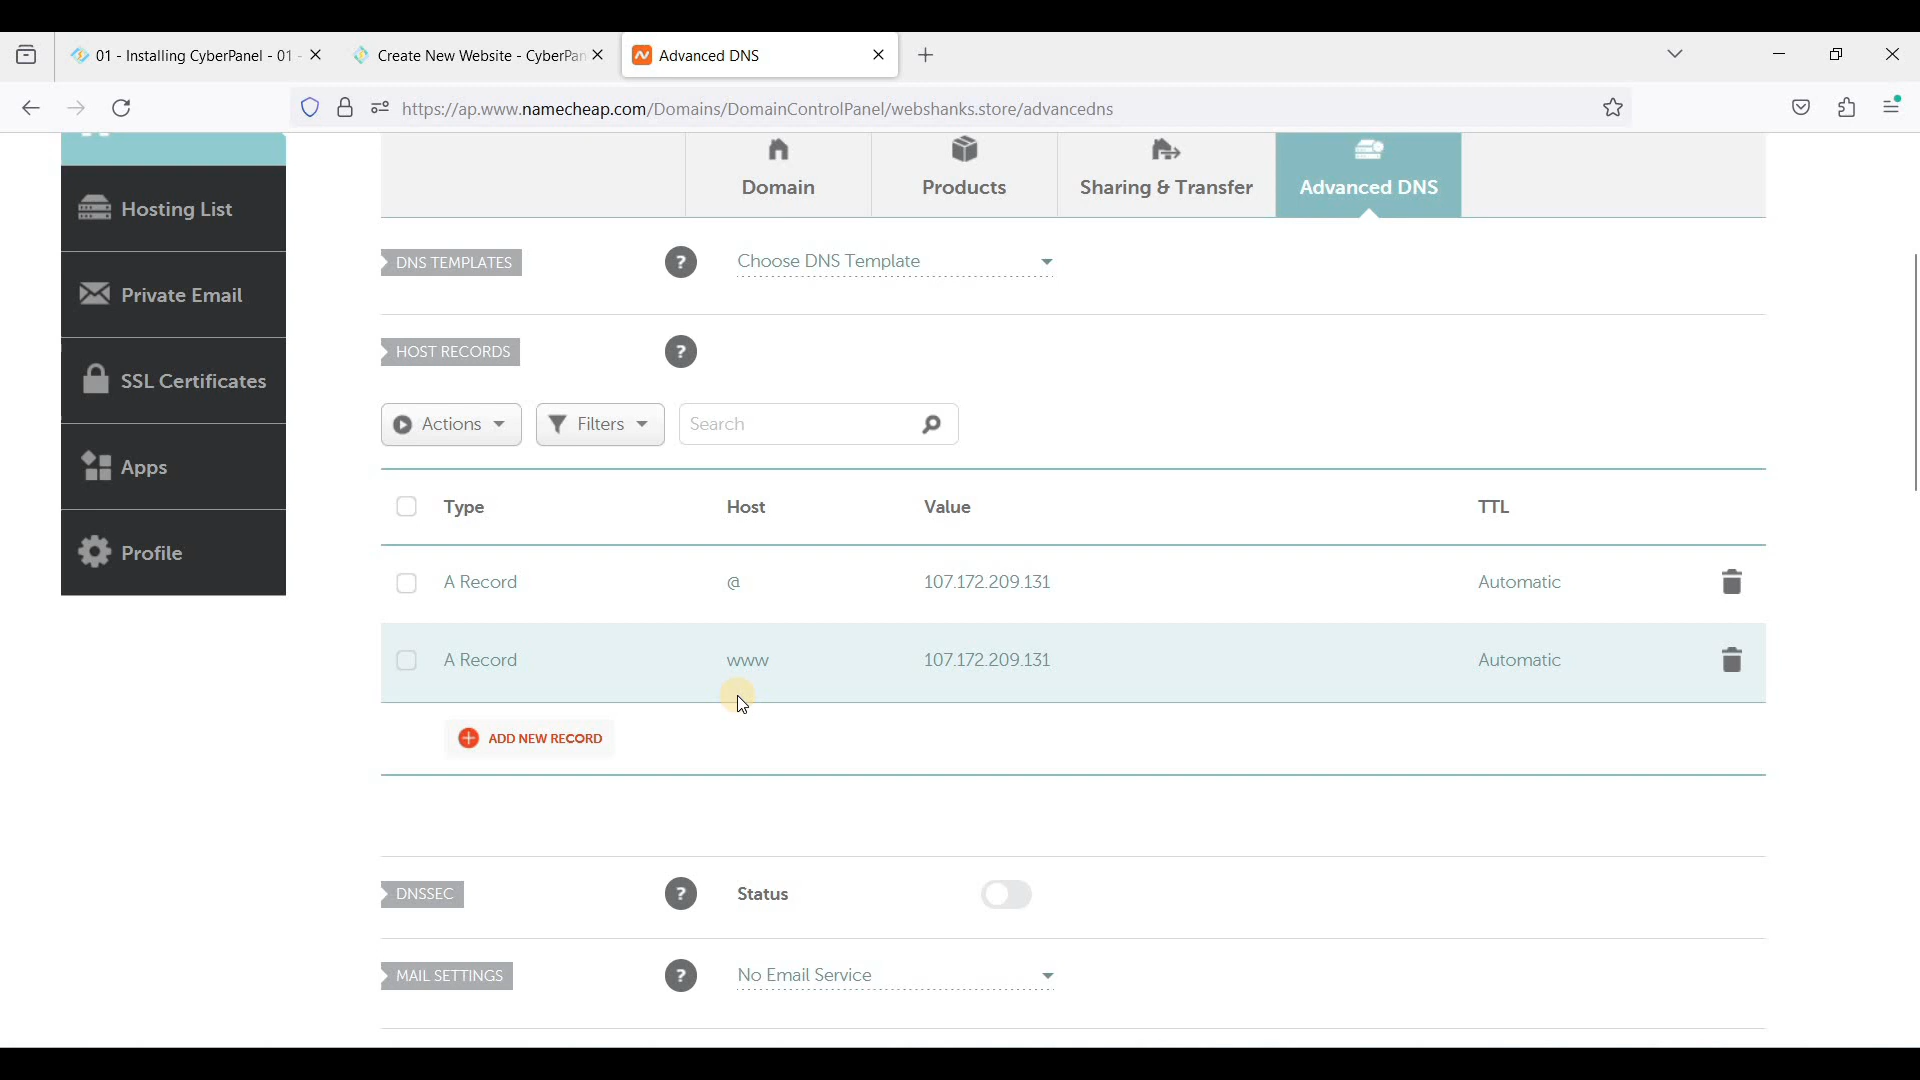 01 - Installing CyberPanel - 01 -
Create New Website - CyberPan
Advanced DNS
https://ap.www.namecheap.com/Domains/DomainControlPanel/webshanks.store/advancedns
Domain
Products
Sharing & Transfer
Advanced DNS
Hosting List
Private Email
SSL Certificates
Apps
Profile
DNS TEMPLATES
?
Choose DNS Template
HOST RECORDS
?
Actions
Filters
Search
Type Host Value TTL
A Record @ 107.172.209.131 Automatic
A Record www 107.172.209.131 Automatic
ADD NEW RECORD
DNSSEC
?
Status
MAIL SETTINGS
?
No Email Service